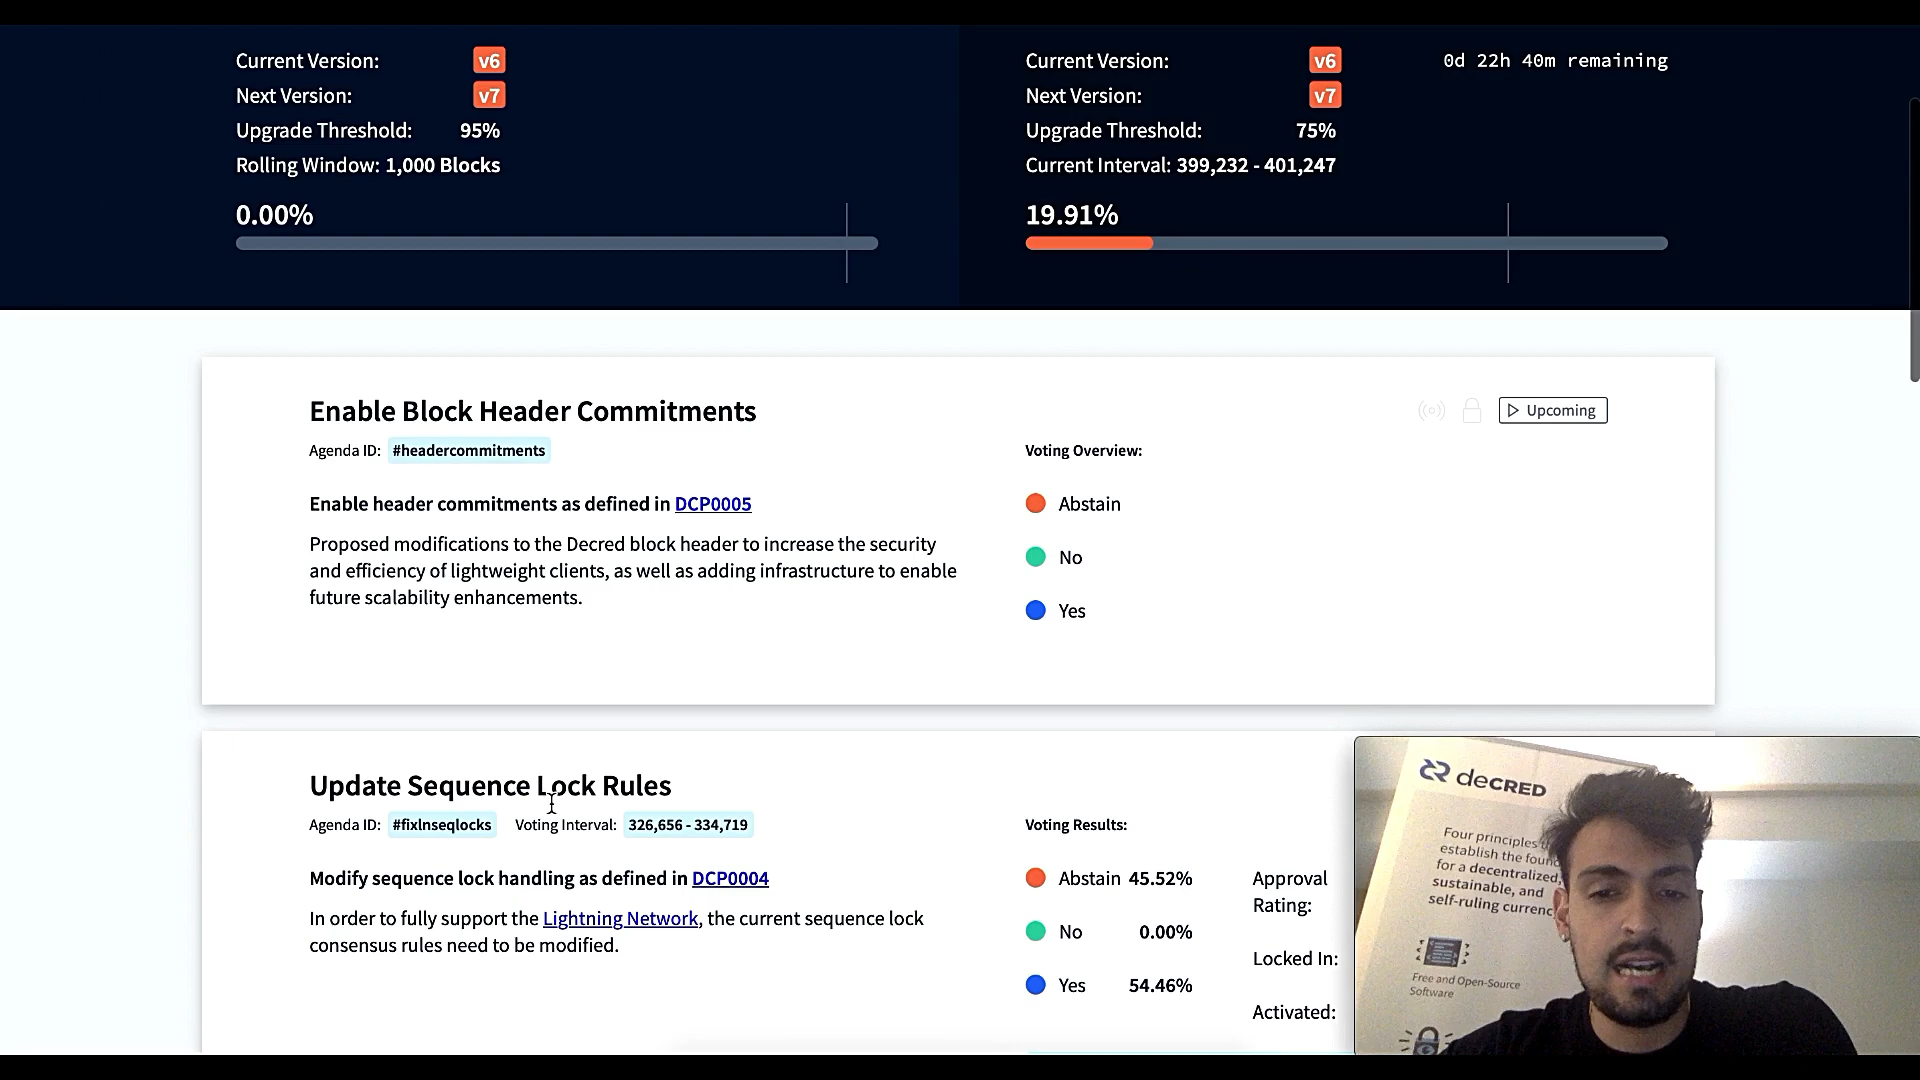 Current Version: v6
Next Version: v7
Upgrade Threshold: 95%
Rolling Window: 1,000 Blocks
0.00%
Current Version: v6
0d 22h 40m remaining
Next Version: v7
Upgrade Threshold: 75%
Current Interval: 399,232 - 401,247
19.91%
Enable Block Header Commitments
Upcoming
Agenda ID: #headercommitments
Enable header commitments as defined in DCP0005
Proposed modifications to the Decred block header to increase the security
and efficiency of lightweight clients, as well as adding infrastructure to enable
future scalability enhancements.
Voting Overview:
Abstain
No
Yes
Update Sequence Lock Rules
Agenda ID: #fixlnseqlocks Voting Interval: 326,656 - 334,719
Modify sequence lock handling as defined in DCP0004
In order to fully support the Lightning Network, the current sequence lock
consensus rules need to be modified.
Voting Results:
Abstain 45.52%
No 0.00%
Yes 54.46%
Approval
Rating:
Locked In:
Activated:
decred
Four principles
establish the
for a decentralized,
sustainable, and
self-ruling
Free and Open-Source
Software